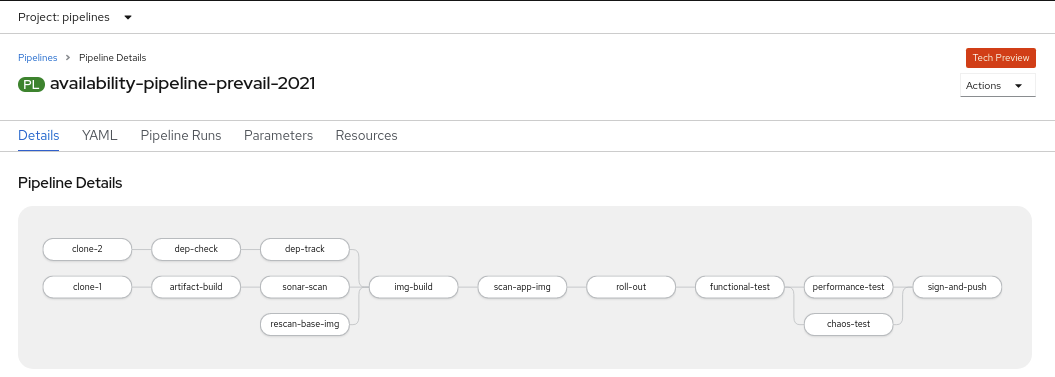 Project: pipelines
Pipelines > Pipeline Details
Tech Preview
PL availability-pipeline-prevail-2021
Actions
Details YAML Pipeline Runs Parameters Resources
Pipeline Details
clone-2 dep-check dep-track
clone-1 artifact-build sonar-scan img-build scan-app-img roll-out functional-test performance-test sign-and-push
rescan-base-img chaos-test